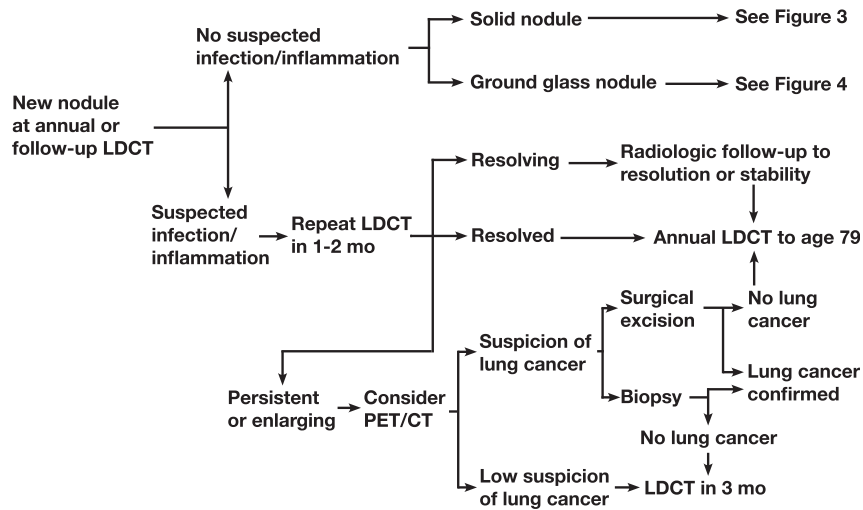 Solid nodule
See Figure 3
No suspected
infection/inflammation
Ground glass nodule
See Figure 4
New nodule
at annual or
follow-up LDCT
Resolving
Radiologic follow-up to
resolution or stability
Suspected
infection/
inflammation
Repeat LDCT
in 1-2 mo
Resolved
Annual LDCT to age 79
Surgical
excision
No lung
cancer
Suspicion of
lung cancer
Lung cancer
confirmed
Persistent
or enlarging
Consider
PET/CT
Biopsy
No lung cancer
Low suspicion
of lung cancer
LDCT in 3 mo